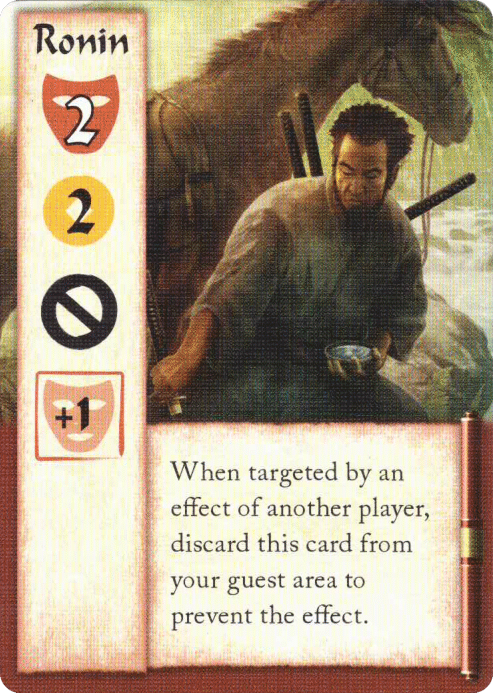 Ronin
2
2
+1
When targeted by an
effect of another player,
discard this card from
your guest area to
prevent the effect.